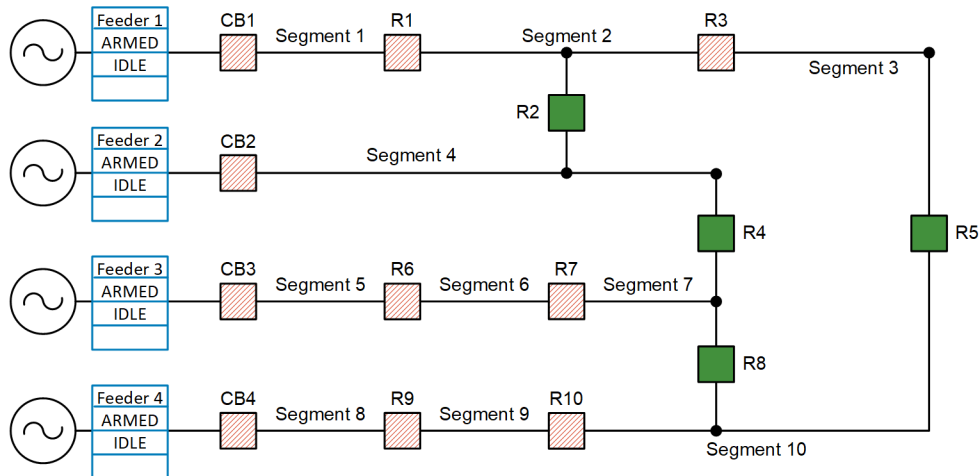 Feeder 1
ARMED
IDLE
CB1
Segment 1
R1
Segment 2
R3
Segment 3
R2
Feeder 2
ARMED
IDLE
CB2
Segment 4
R4
R5
Feeder 3
ARMED
IDLE
CB3
Segment 5
R6
Segment 6
R7
Segment 7
R8
Feeder 4
ARMED
IDLE
CB4
Segment 8
R9
Segment 9
R10
Segment 10